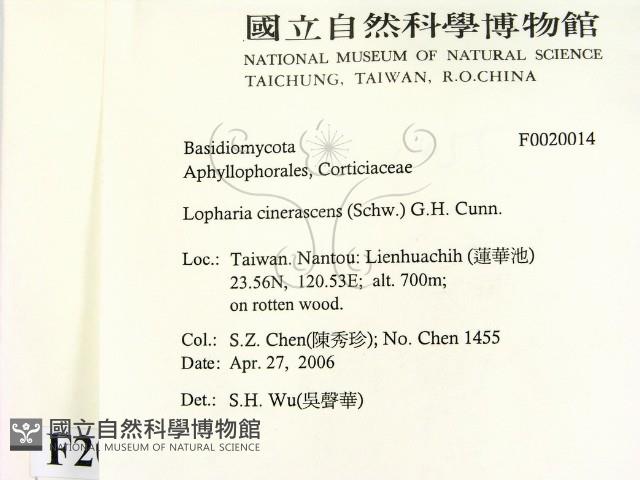 國立自然科學博物館
NATIONAL MUSEUM OF NATURAL SCIENCE
TAICHUNG, TAIWAN, R.O.CHINA
Basidiomycota F0020014
Aphyllophorales, Corticiaceae
Lopharia cinerascens (Schw.) G.H. Cunn.
Loc.: Taiwan. Nantou: Lienhuachih (蓮華池)
23.56N, 120.53E; alt. 700m;
on rotten wood.
Col.: S.Z. Chen(陳秀珍); No. Chen 1455
Date: Apr. 27, 2006
Det.: S.H. Wu(吳聲華)
國立自然科學博物館
NATIONAL MUSEUM OF NATURAL SCIENCE